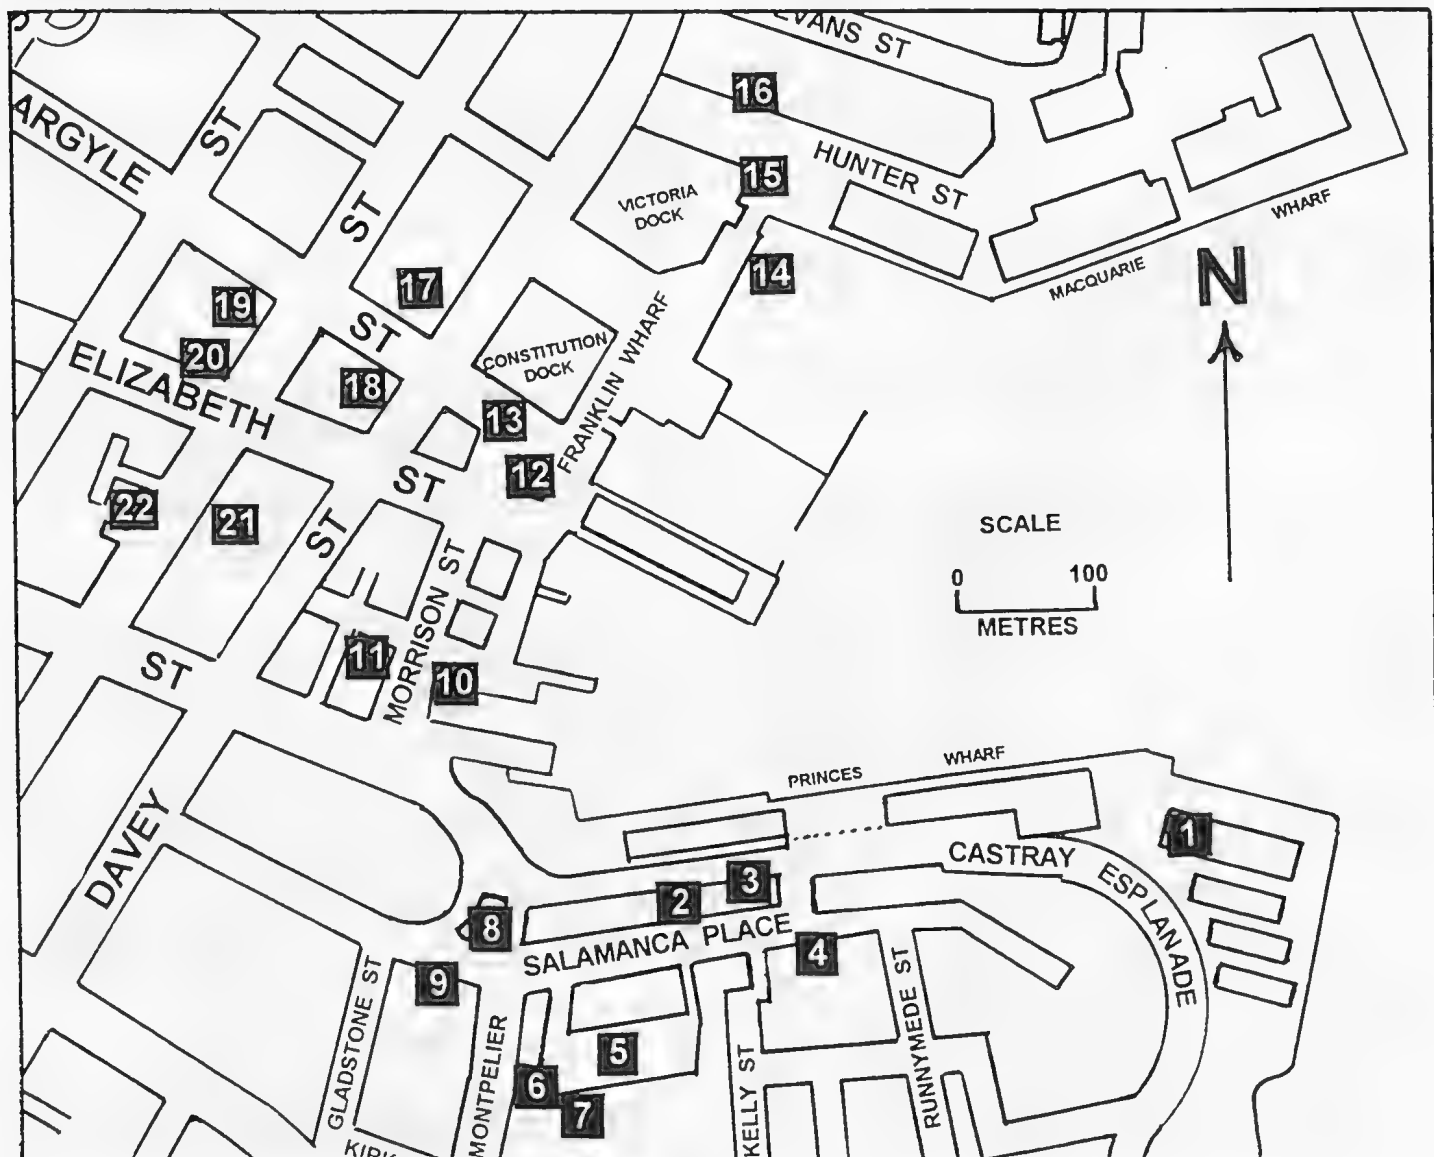 EVANS ST
16
ARGYLE
ST
15
HUNTER ST
VICTORIA
DOCK
WHARF
ST
MACQUARIE
N
14
17
19
ST
FRANKLIN WHARF
20
ELIZABETH
18
CONSTITUTION
DOCK
13
12
ST
22
21
ST
SCALE
0 100
METRES
MORRISON ST
11
10
ST
PRINCES WHARF
DAVEY
1
CASTRAY ESPLANADE
3
2
8
SALAMANCA PLACE
4
9
GLADSTONE ST
MONTPELIER
5
6
7
KELLY ST
RUNNYMEDE ST